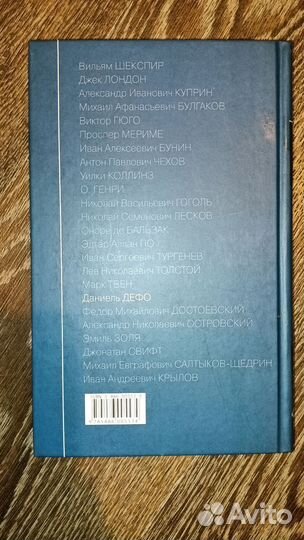 Вильям ШЕКСПИР
Джек ЛОНДОН
Александр Иванович КУПРИН
Михаил Афанасьевич БУЛГАКОВ
Виктор ГЮГО
Проспер МЕРИМЕ
Иван Алексеевич БУНИН
Антон Павлович ЧЕХОВ
Уилки КОЛЛИНЗ
О. ГЕНРИ
Николай Васильевич ГОГОЛЬ
Николай Семенович ЛЕСКОВ
Оноре де БАЛЬЗАК
Эдгар Аллан ПО
Иван Сергеевич ТУРГЕНЕВ
Лев Николаевич ТОЛСТОЙ
Марк ТВЕН
Даниель ДЕФО
Федор Михайлович ДОСТОЕВСКИЙ
Александр Николаевич ОСТРОВСКИЙ
Эмиль ЗОЛЯ
Джонатан СВИФТ
Михаил Евграфович САЛТЫКОВ-ЩЕДРИН
Иван Андреевич КРЫЛОВ
Avito